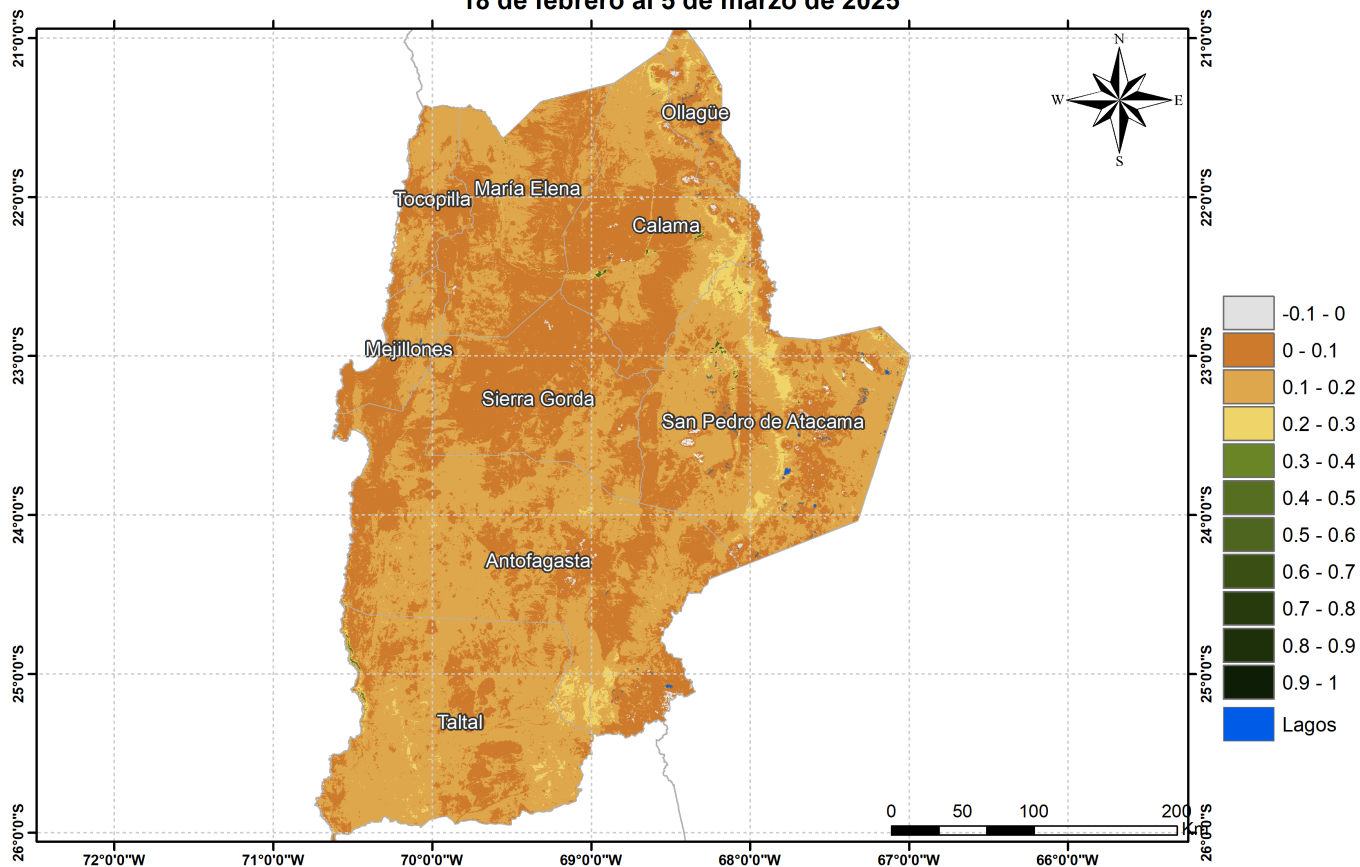 18 de febrero al 5 de marzo de 2025
N
W
E
S
21°0'0"S
22°0'0"S
23°0'0"S
24°0'0"S
25°0'0"S
26°0'0"S
21°0'0"S
22°0'0"S
23°0'0"S
24°0'0"S
25°0'0"S
26°0'0"S
Ollagüe
María Elena
Tocopilla
Calama
Mejillones
Sierra Gorda
San Pedro de Atacama
Antofagasta
Taltal
-0.1 - 0
0 - 0.1
0.1 - 0.2
0.2 - 0.3
0.3 - 0.4
0.4 - 0.5
0.5 - 0.6
0.6 - 0.7
0.7 - 0.8
0.8 - 0.9
0.9 - 1
Lagos
0 50 100 200
Km
72°0'0"W 71°0'0"W 70°0'0"W 69°0'0"W 68°0'0"W 67°0'0"W 66°0'0"W